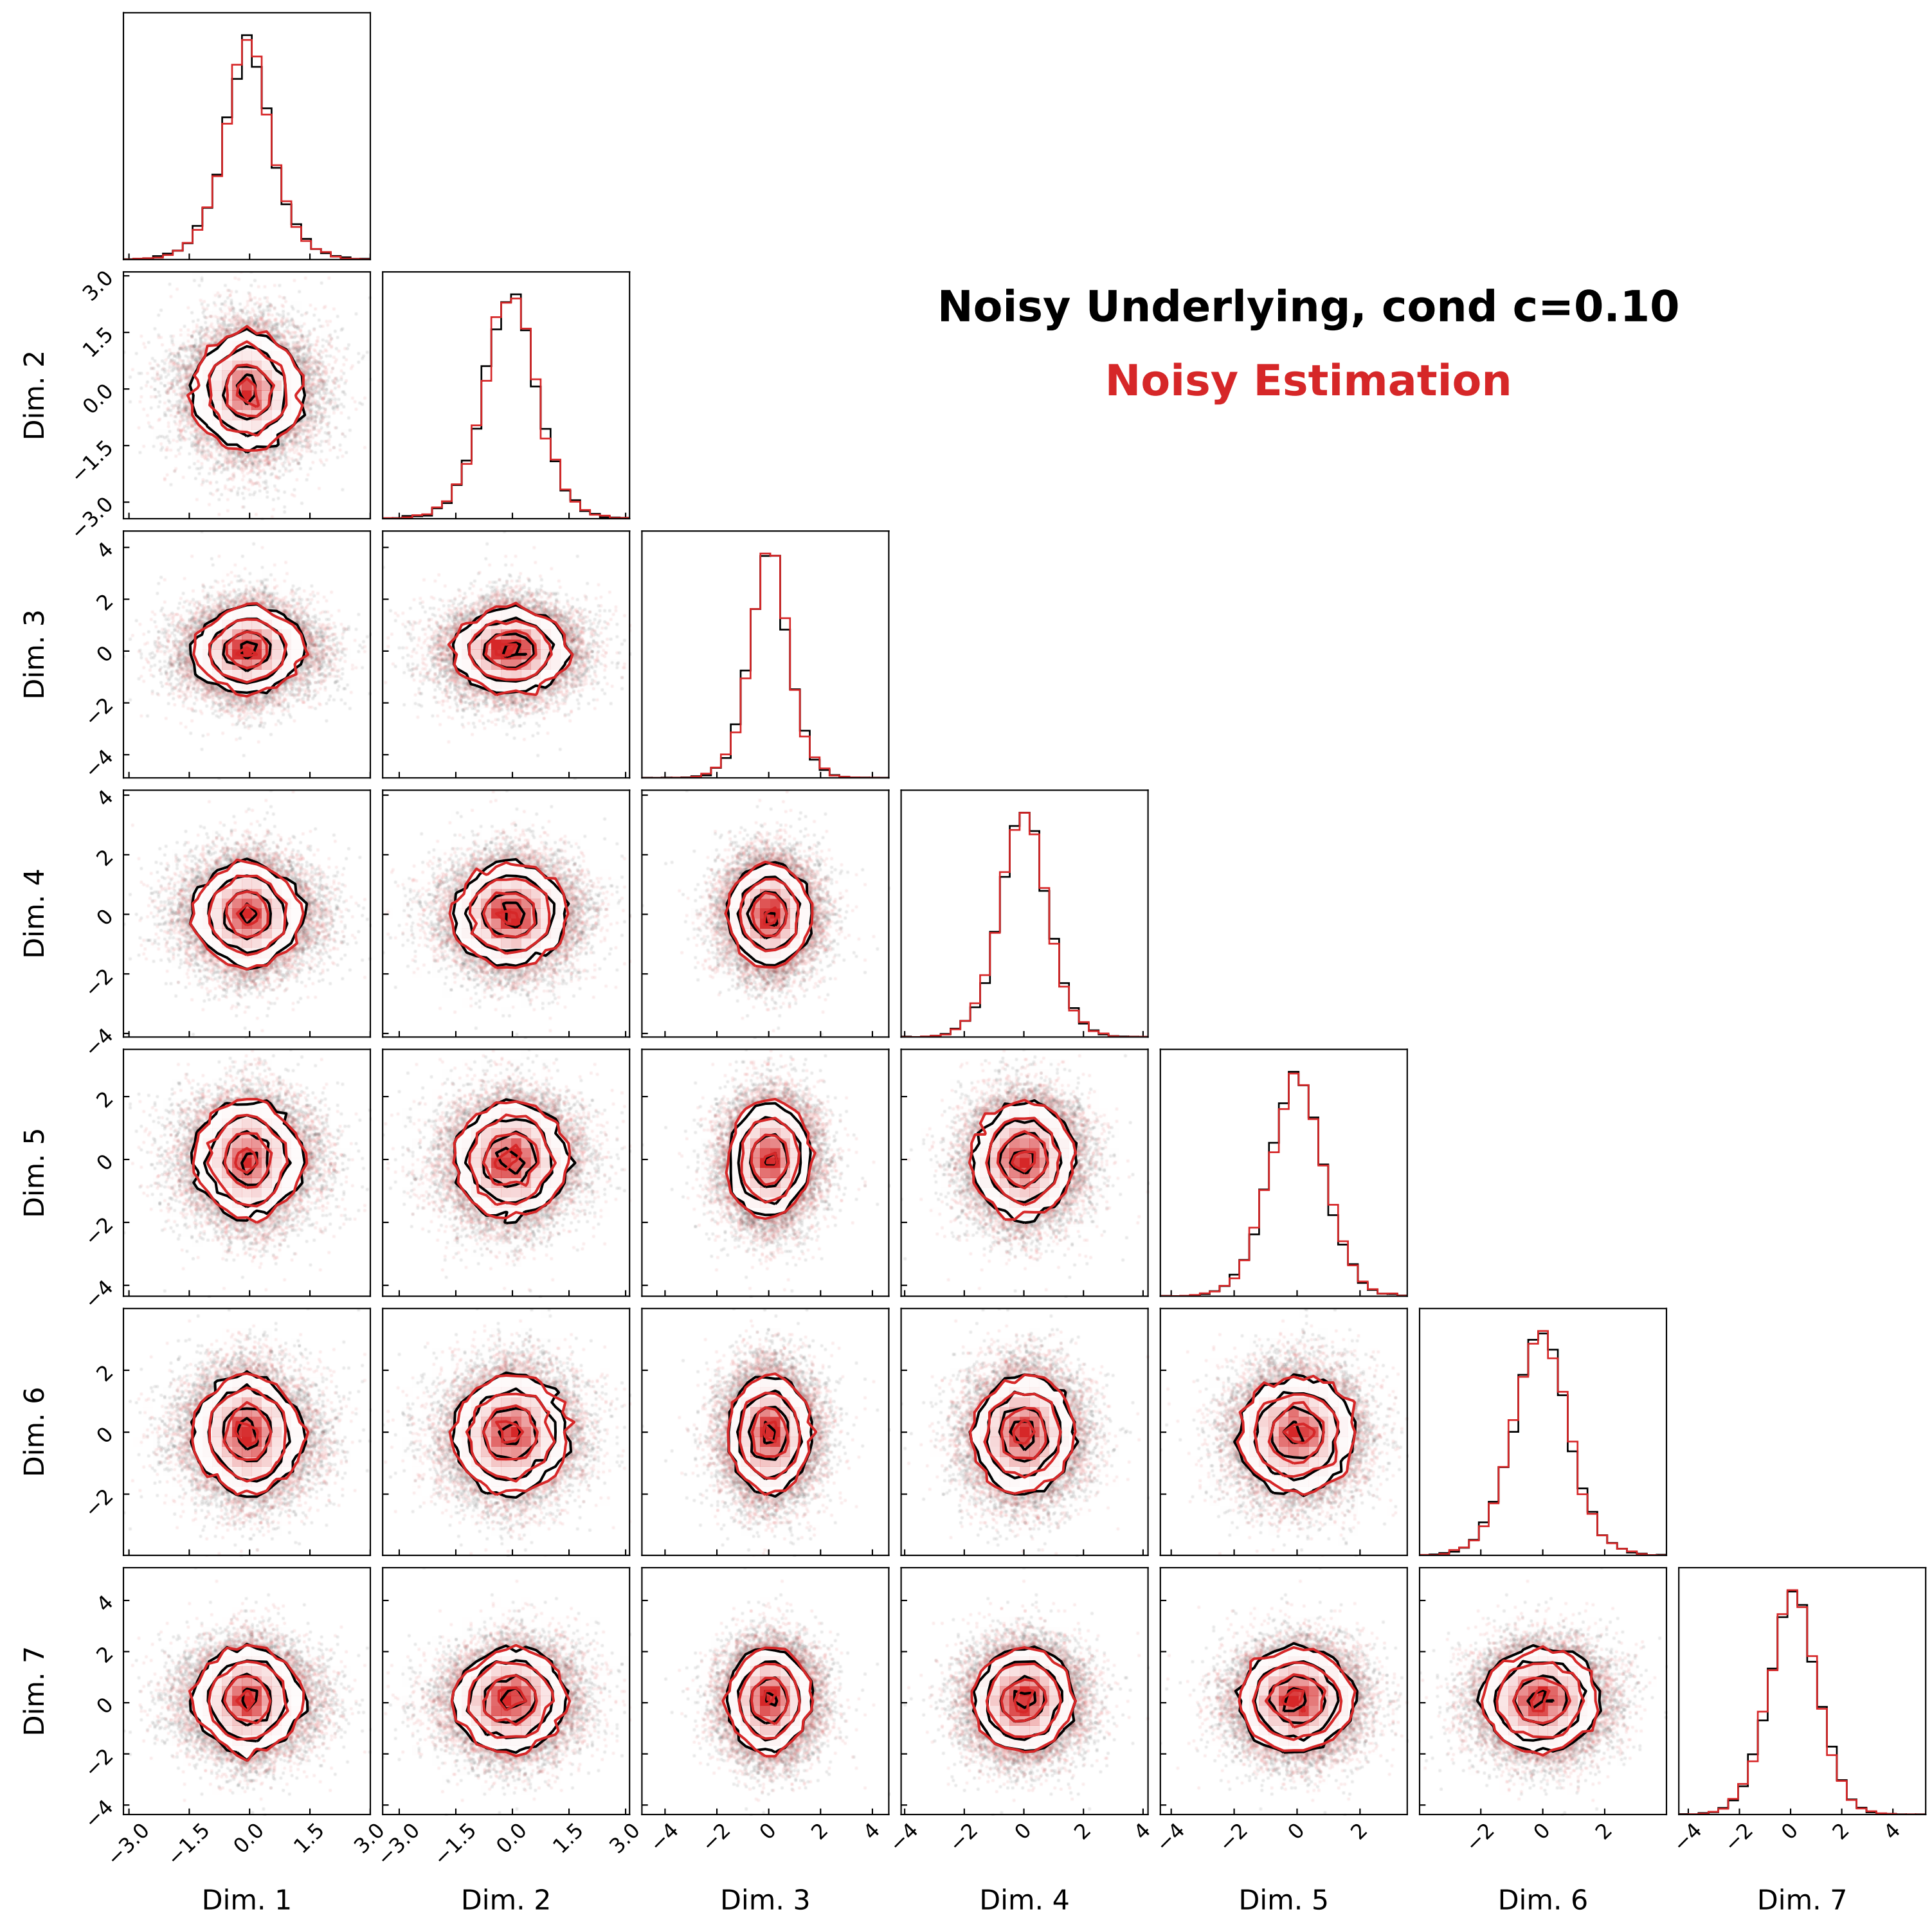 Noisy Underlying, cond c=0.10
Noisy Estimation
Dim. 2
3.0
1.5
0.0
−1.5
−3.0
Dim. 3
4
2
0
−2
−4
Dim. 4
4
2
0
−2
−4
Dim. 5
2
0
−2
−4
Dim. 6
2
0
−2
Dim. 7
4
2
0
−2
−4
−3.0 −1.5 0.0 1.5 3.0 −3.0 −1.5 0.0 1.5 3.0 −4 −2 0 2 4 −4 −2 0 2 4 −4 −2 0 2 −2 0 2 −4 −2 0 2 4
Dim. 1 Dim. 2 Dim. 3 Dim. 4 Dim. 5 Dim. 6 Dim. 7